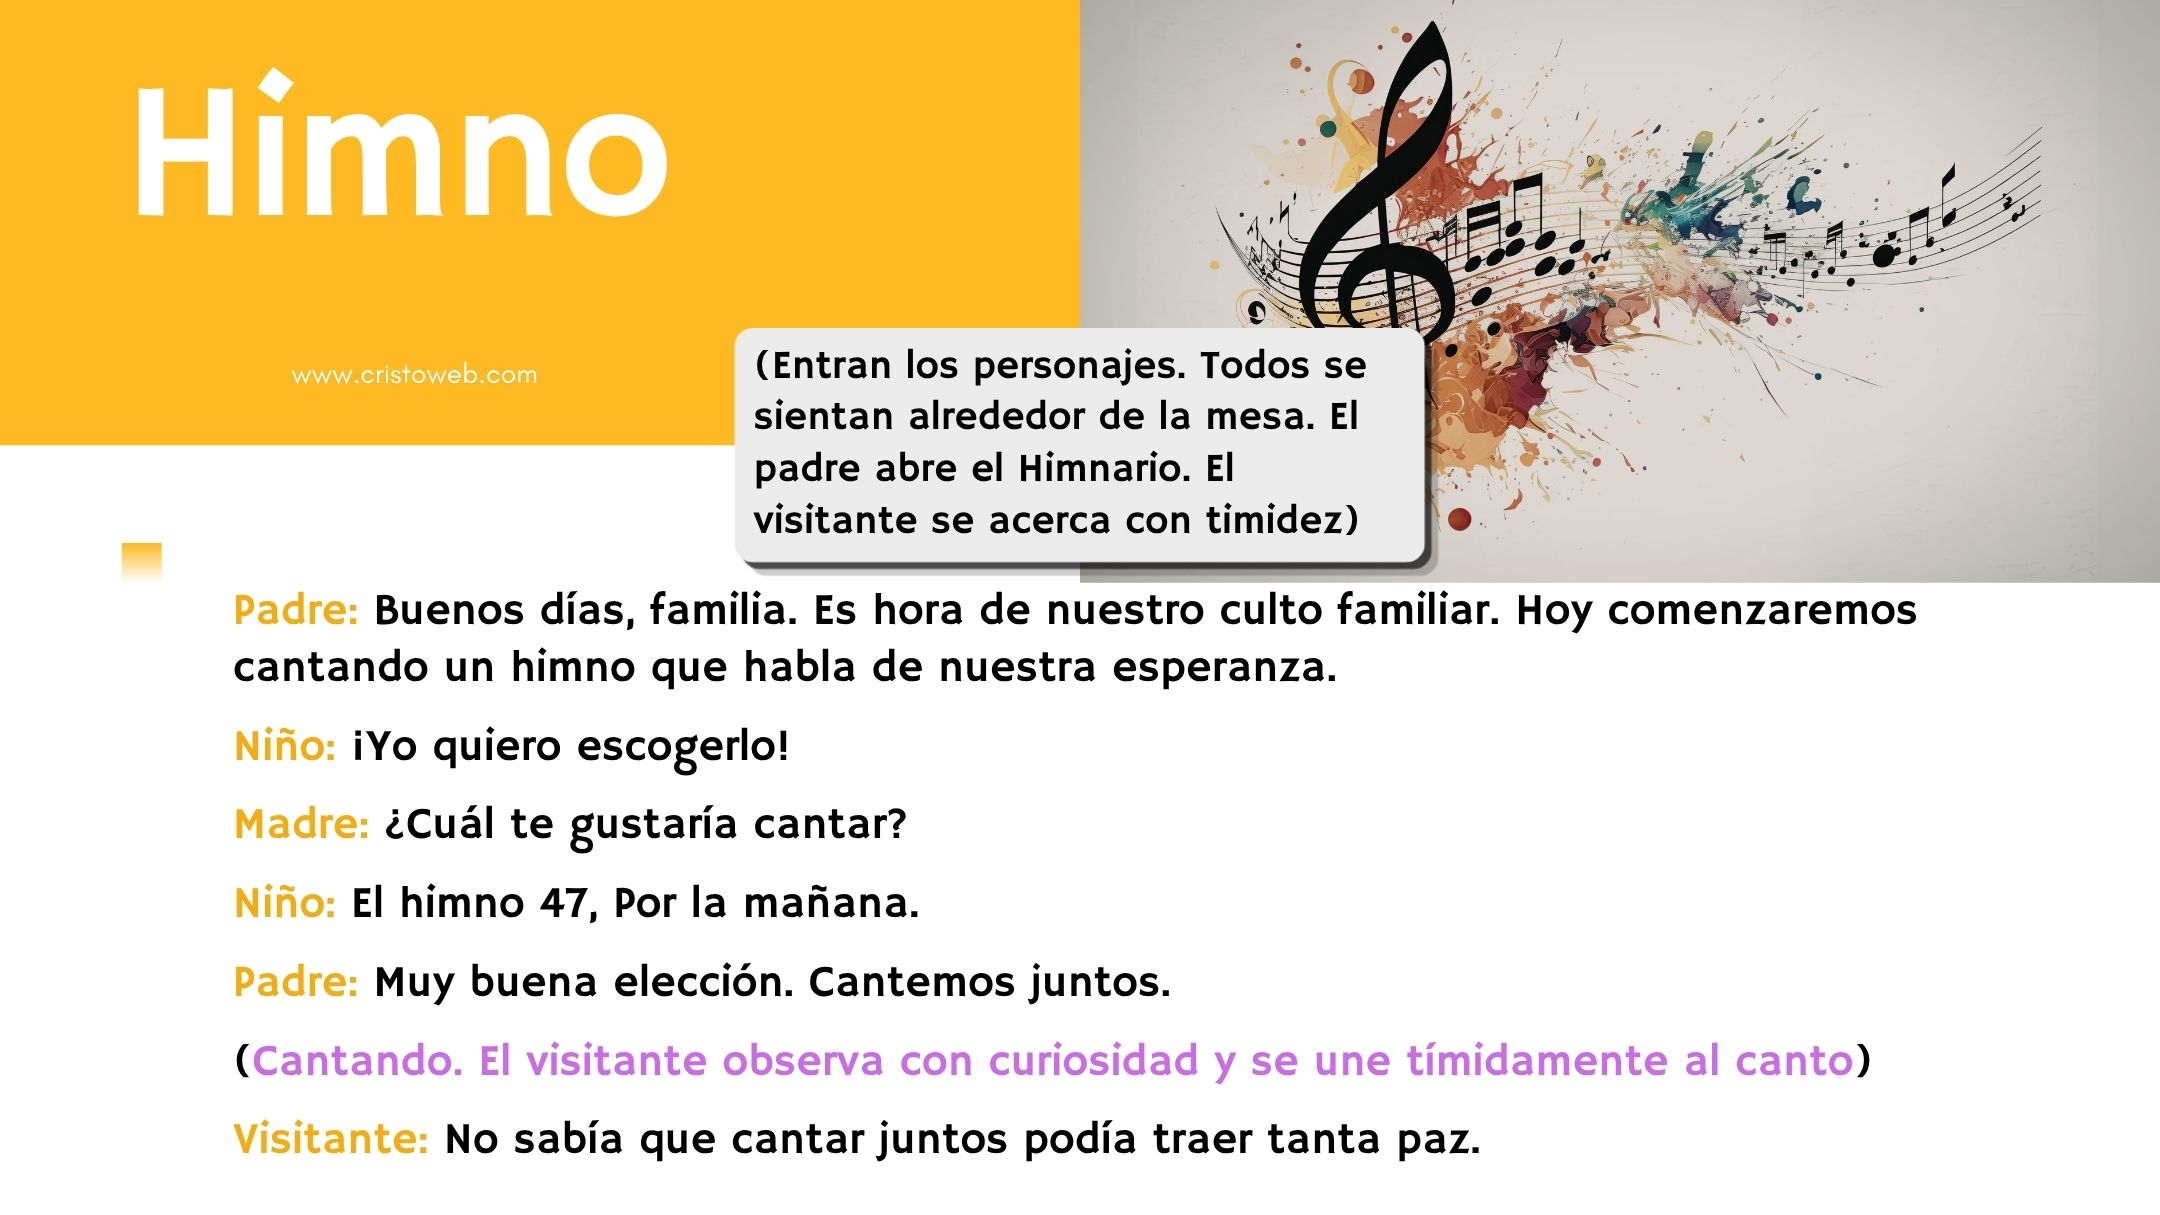 Himno
www.cristoweb.com
(Entran los personajes. Todos se
sientan alrededor de la mesa. El
padre abre el Himnario. El
visitante se acerca con timidez)
Padre: Buenos días, familia. Es hora de nuestro culto familiar. Hoy comenzaremos
cantando un himno que habla de nuestra esperanza.
Niño: ¡Yo quiero escogerlo!
Madre: ¿Cuál te gustaría cantar?
Niño: El himno 47, Por la mañana.
Padre: Muy buena elección. Cantemos juntos.
(Cantando. El visitante observa con curiosidad y se une tímidamente al canto)
Visitante: No sabía que cantar juntos podía traer tanta paz.